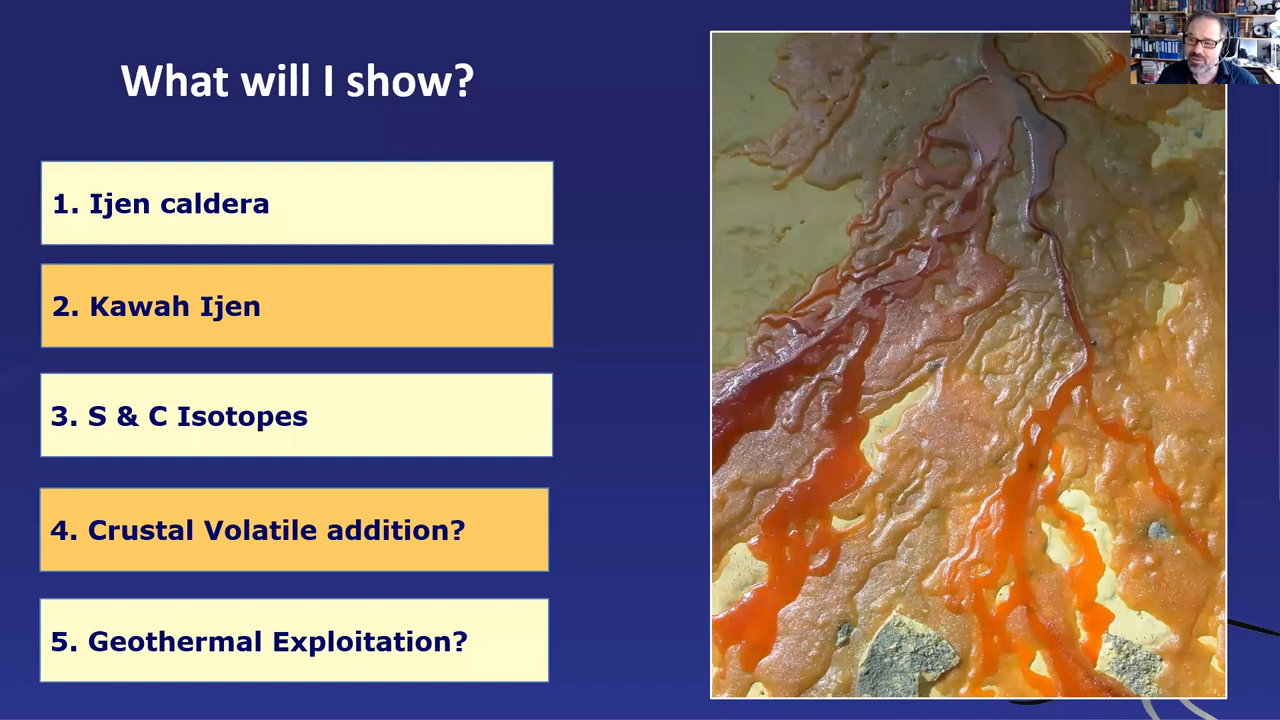 What will I show?
1. Ijen caldera
2. Kawah Ijen
3. S & C Isotopes
4. Crustal Volatile addition?
5. Geothermal Exploitation?